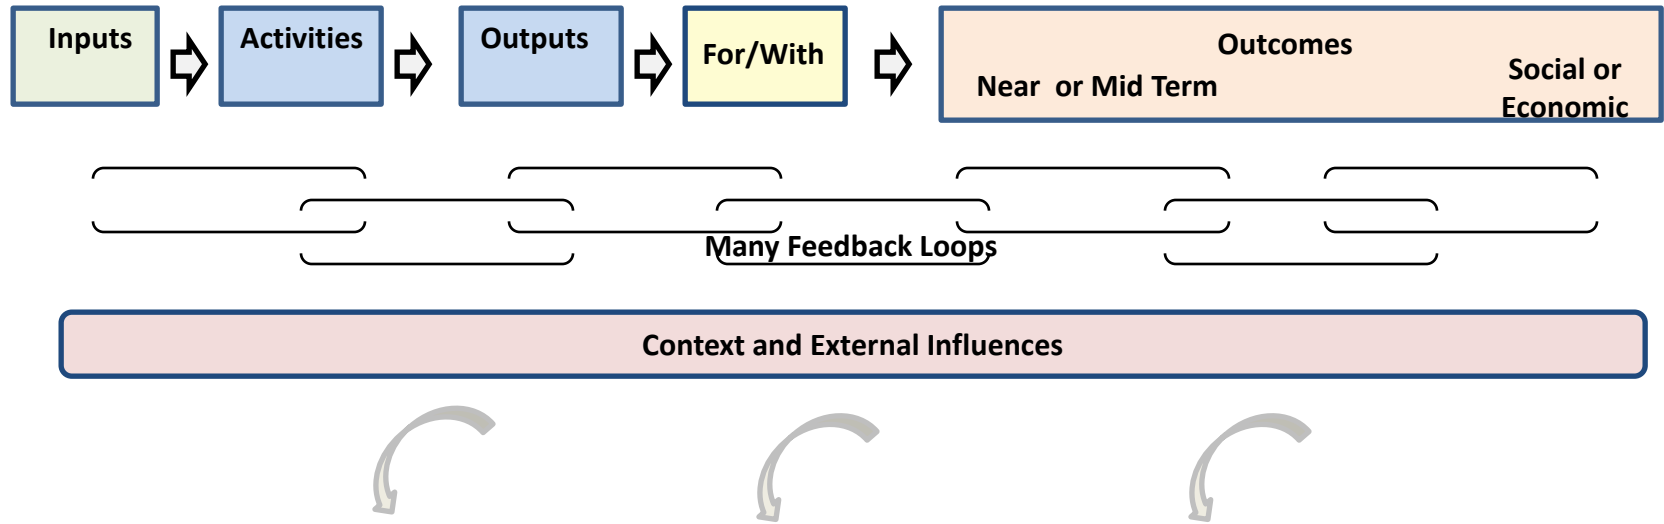 Inputs
Activities
Outputs
For/With
Outcomes
Near or Mid Term
Social or
Economic
Many Feedback Loops
Context and External Influences